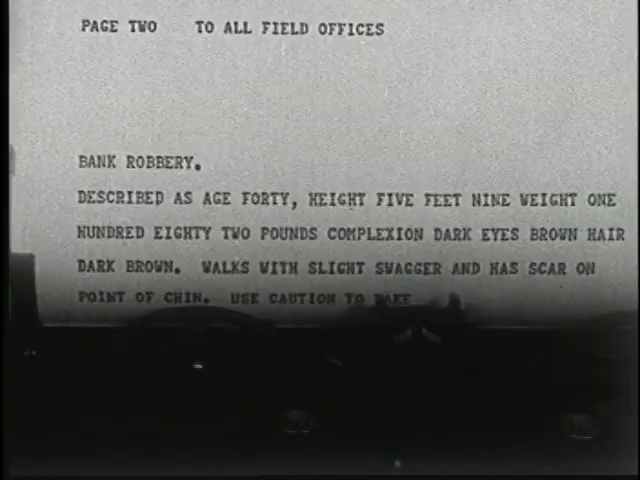 PAGE TWO TO ALL FIELD OFFICES
BANK ROBBERY.
DESCRIBED AS AGE FORTY, HEIGHT FIVE FEET NINE WEIGHT ONE
HUNDRED EIGHTY TWO POUNDS COMPLEXION DARK EYES BROWN HAIR
DARK BROWN. WALKS WITH SLIGHT SWAGGER AND HAS SCAR ON
POINT OF CHIN. USE CAUTION TO MAKE